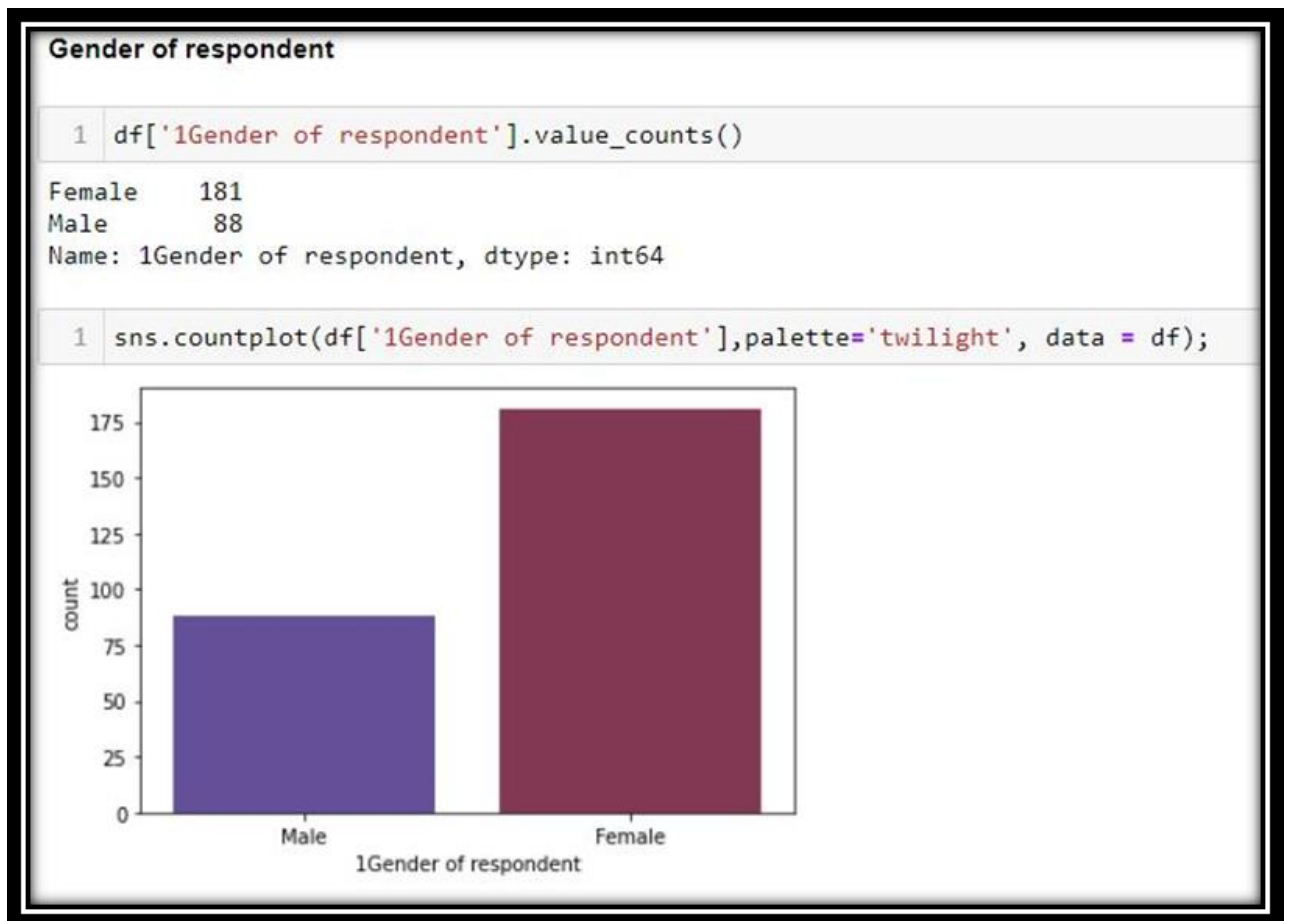 Gender of respondent
1 df['1Gender of respondent'].value_counts()
Female 181
Male 88
Name: 1Gender of respondent, dtype: int64
1 sns.countplot(df['1Gender of respondent'],palette='twilight', data = df);
175
150
125
100
75
50
25
0
count
Male Female
1Gender of respondent